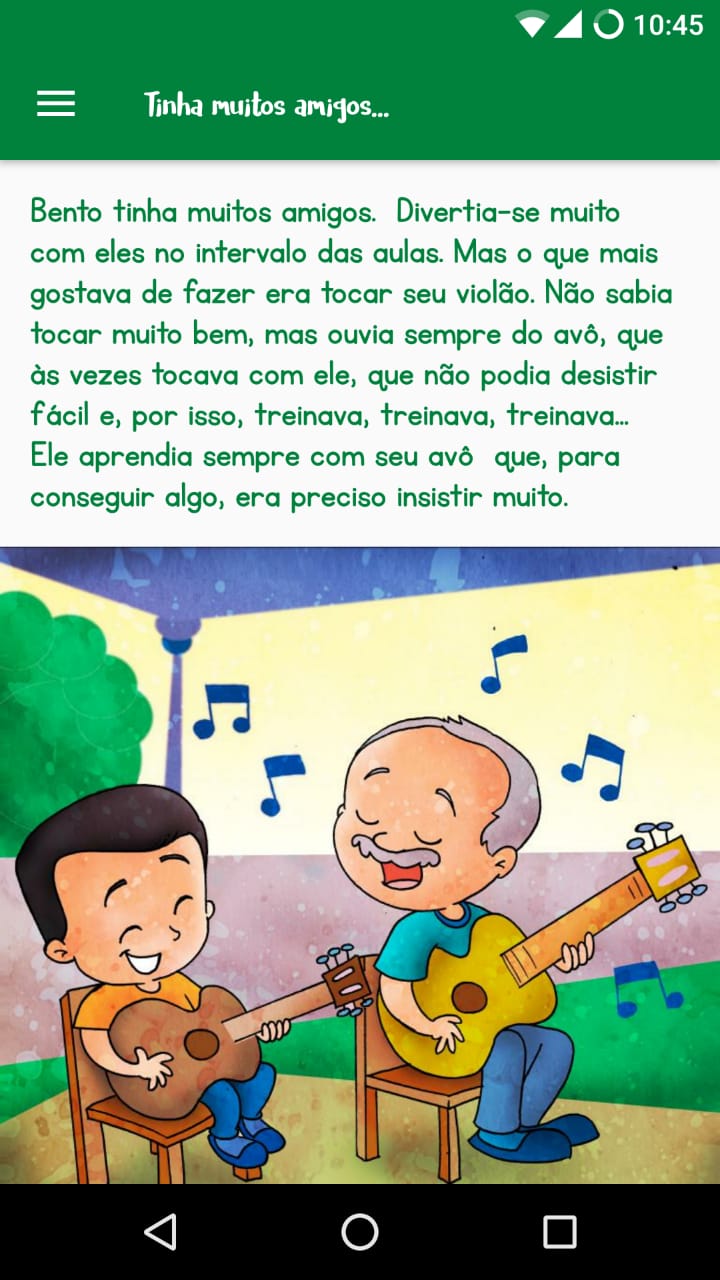 10:45
Tinha muitos amigos...
Bento tinha muitos amigos.  Divertia-se muito
com eles no intervalo das aulas. Mas o que mais
gostava de fazer era tocar seu violão. Não sabia
tocar muito bem, mas ouvia sempre do avô, que
às vezes tocava com ele, que não podia desistir
fácil e, por isso, treinava, treinava, treinava...
Ele aprendia sempre com seu avô  que, para
conseguir algo, era preciso insistir muito.